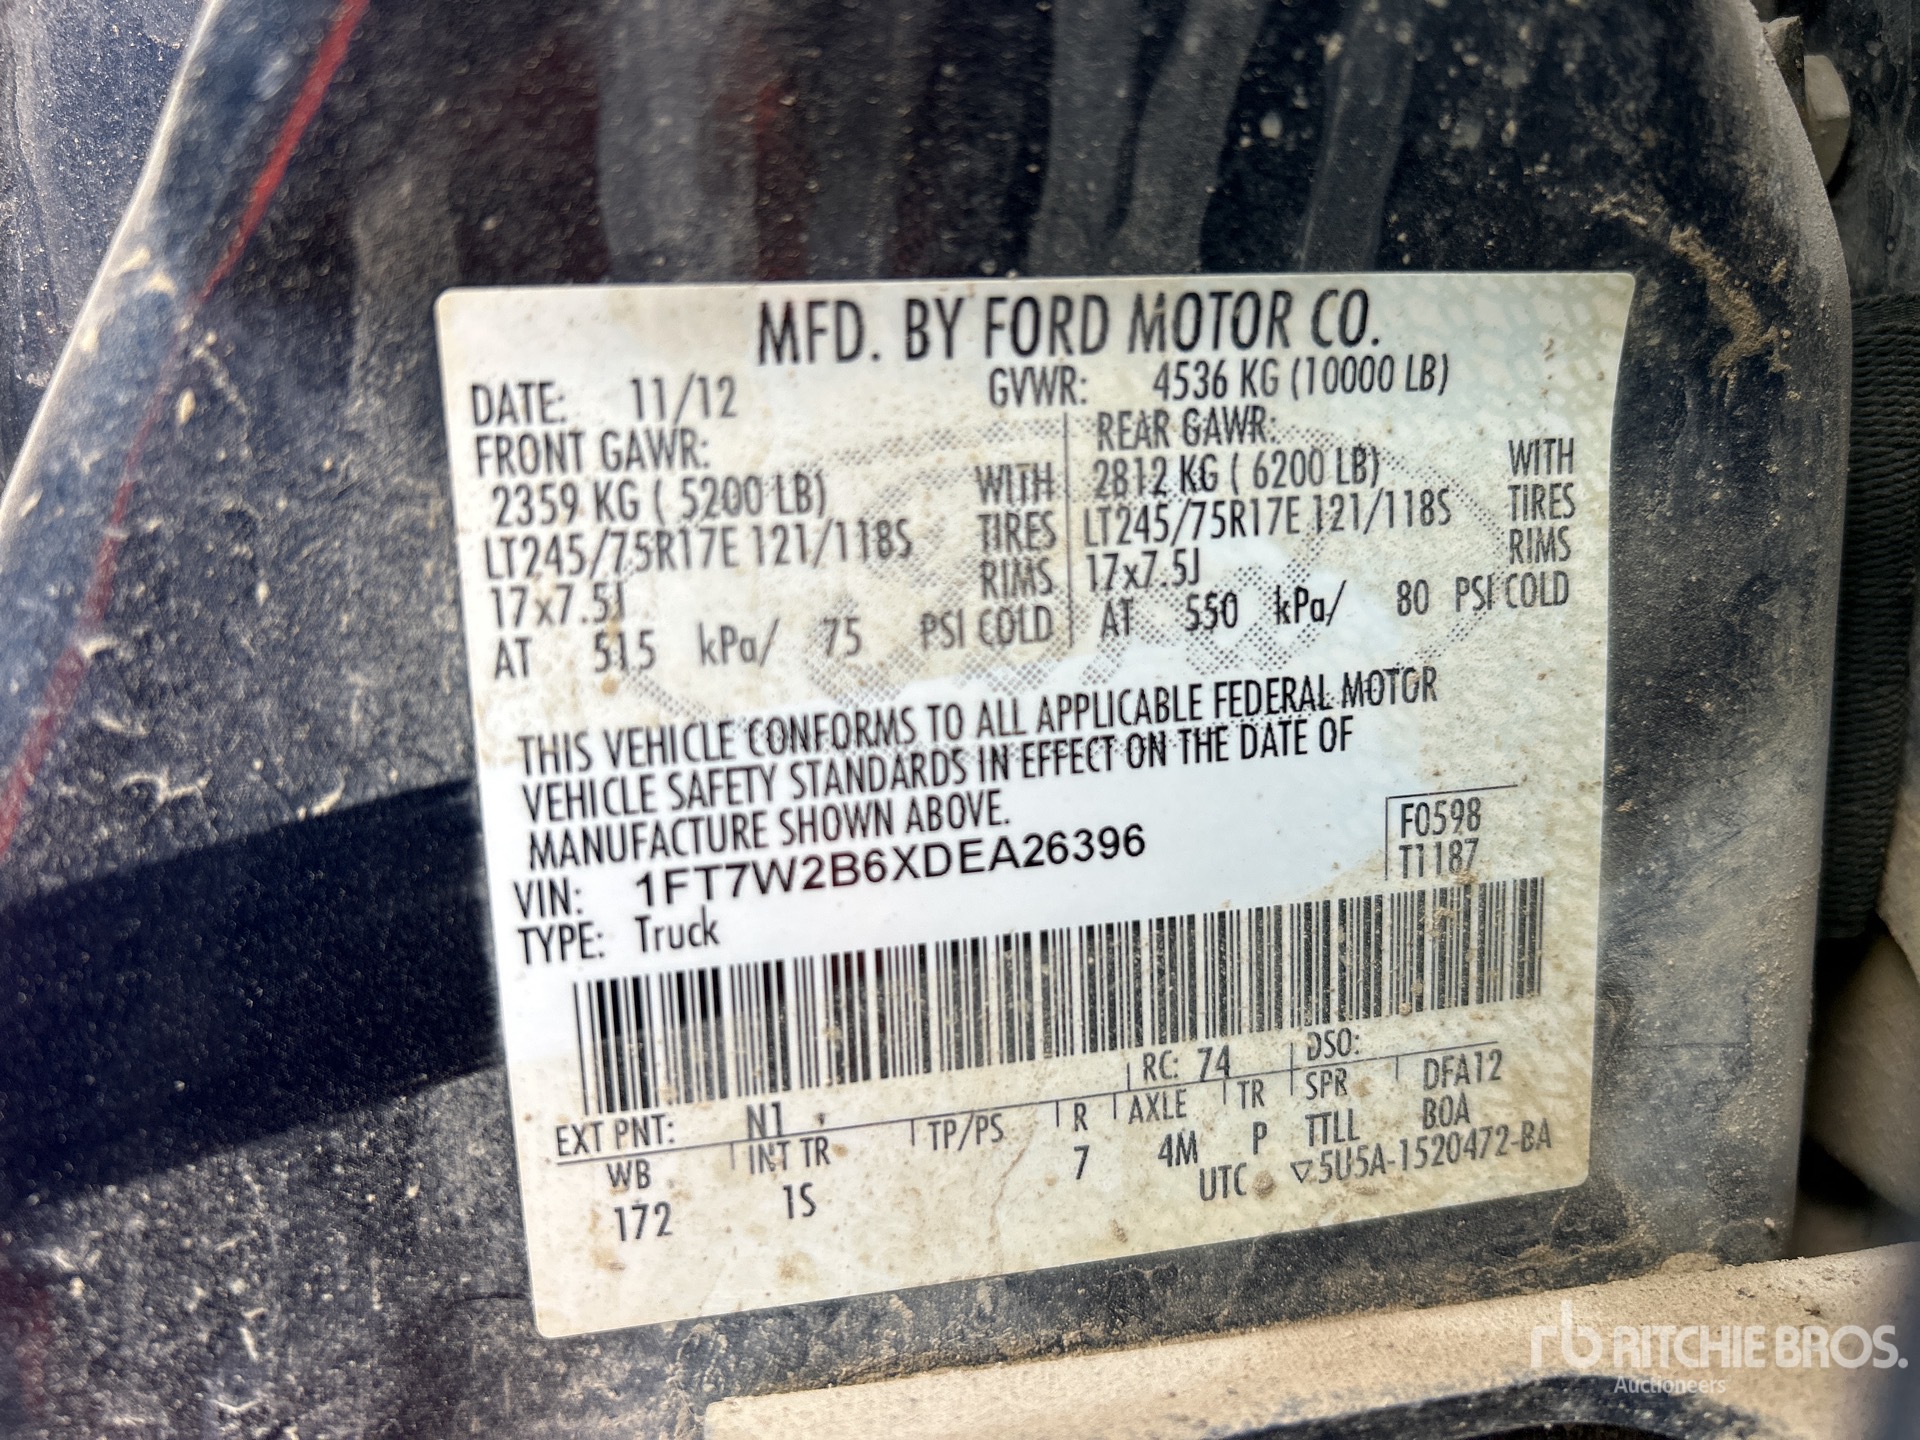 MFD. BY FORD MOTOR CO.
DATE: 11/12 GVWR: 4536 KG (10000 LB)
FRONT GAWR: REAR GAWR:
2359 KG ( 5200 LB) WITH 2812 KG ( 6200 LB) WITH
LT245/75R17E 121/118S TIRES LT245/75R17E 121/118S TIRES
17x7.5J RIMS 17x7.5J RIMS
AT 515 kPa/ 75 PSI COLD AT 550 kPa/ 80 PSI COLD
THIS VEHICLE CONFORMS TO ALL APPLICABLE FEDERAL MOTOR
VEHICLE SAFETY STANDARDS IN EFFECT ON THE DATE OF
MANUFACTURE SHOWN ABOVE.
VIN: 1FT7W2B6XDEA26396 F0598
TYPE: Truck T1187
EXT PNT: N1 RC: 74 DSO:
WB INT TR TP/PS R AXLE TR SPR DFA12
172 1S 7 4M P TTLL BOA
UTC ▽5U5A-1520472-BA
rb RITCHIE BROS.
Auctioneers